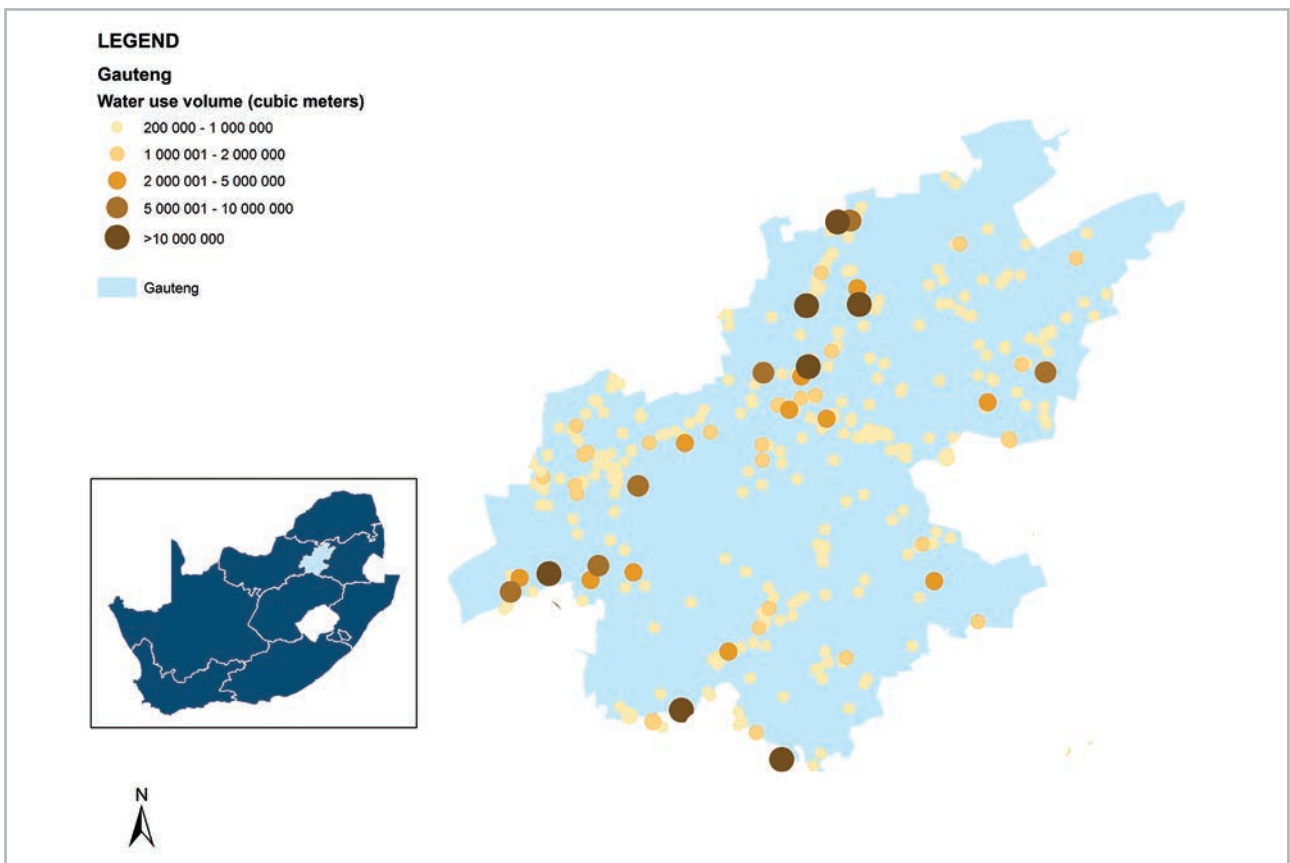 LEGEND
Gauteng
Water use volume (cubic meters)
200 000 - 1 000 000
1 000 001 - 2 000 000
2 000 001 - 5 000 000
5 000 001 - 10 000 000
>10 000 000
Gauteng
N